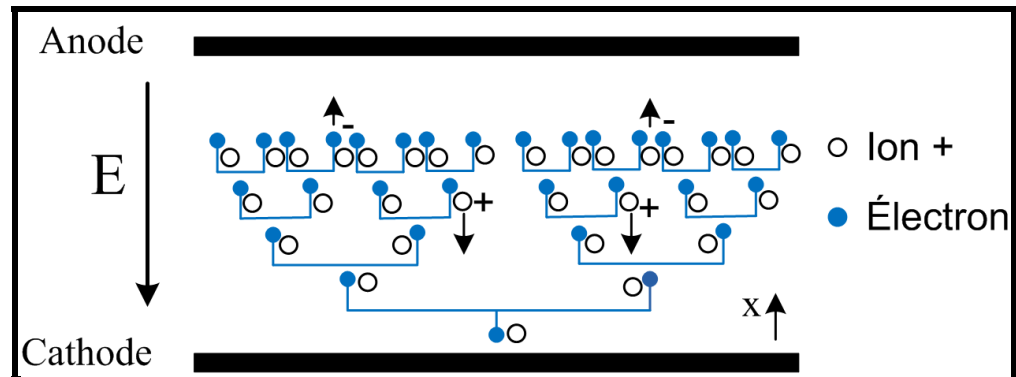 Anode
E
-
-
Ion +
+
+
Électron
x
Cathode